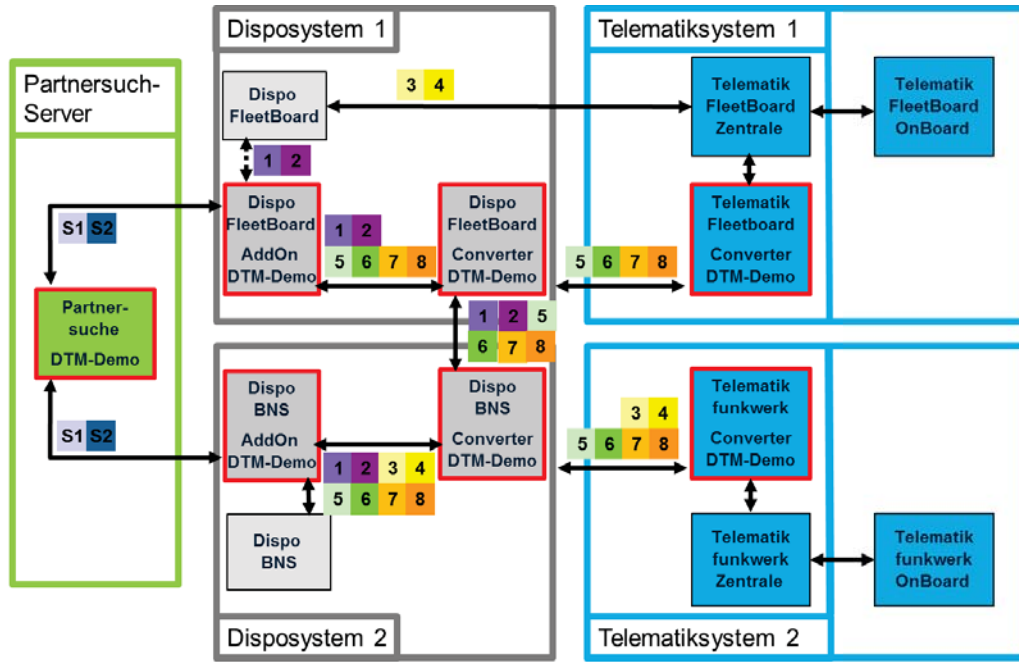 Partnersuch-
Server
S1 S2
Partner-
suche
DTM-Demo
S1 S2
Disposystem 1
Dispo
FleetBoard
3 4
1 2
Dispo
FleetBoard
AddOn
DTM-Demo
1 2
5 6 7 8
Dispo
FleetBoard
Converter
DTM-Demo
5 6 7 8
1 2 5
6 7 8
Telematiksystem 1
Telematik
FleetBoard
Zentrale
Telematik
FleetBoard
OnBoard
Telematik
Fleetboard
Converter
DTM-Demo
Dispo
BNS
AddOn
DTM-Demo
1 2 3 4
5 6 7 8
Dispo
BNS
Converter
DTM-Demo
Dispo
BNS
Disposystem 2
3 4
5 6 7 8
Telematik
funkwerk
Converter
DTM-Demo
Telematik
funkwerk
Zentrale
Telematik
funkwerk
OnBoard
Telematiksystem 2